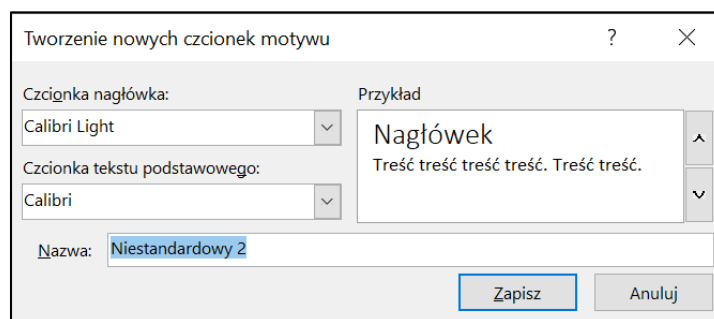 Tworzenie nowych czcionek motywu
?
Czcionka nagłówka:
Calibri Light
Czcionka tekstu podstawowego:
Calibri
Przykład
Nagłówek
Treść treść treść treść. Treść treść.
Nazwa: Niestandardowy 2
Zapisz Anuluj